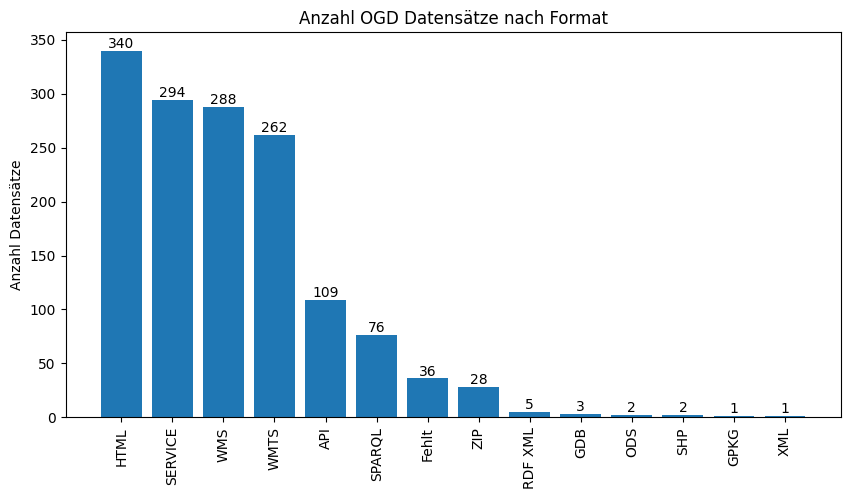 Anzahl OGD Datensätze nach Format
Anzahl Datensätze
350
300
250
200
150
100
50
0
340
294
288
262
109
76
36
28
5
3
2
2
1
1
HTML
SERVICE
WMS
WMTS
API
SPARQL
Fehlt
ZIP
RDF XML
GDB
ODS
SHP
GPKG
XML